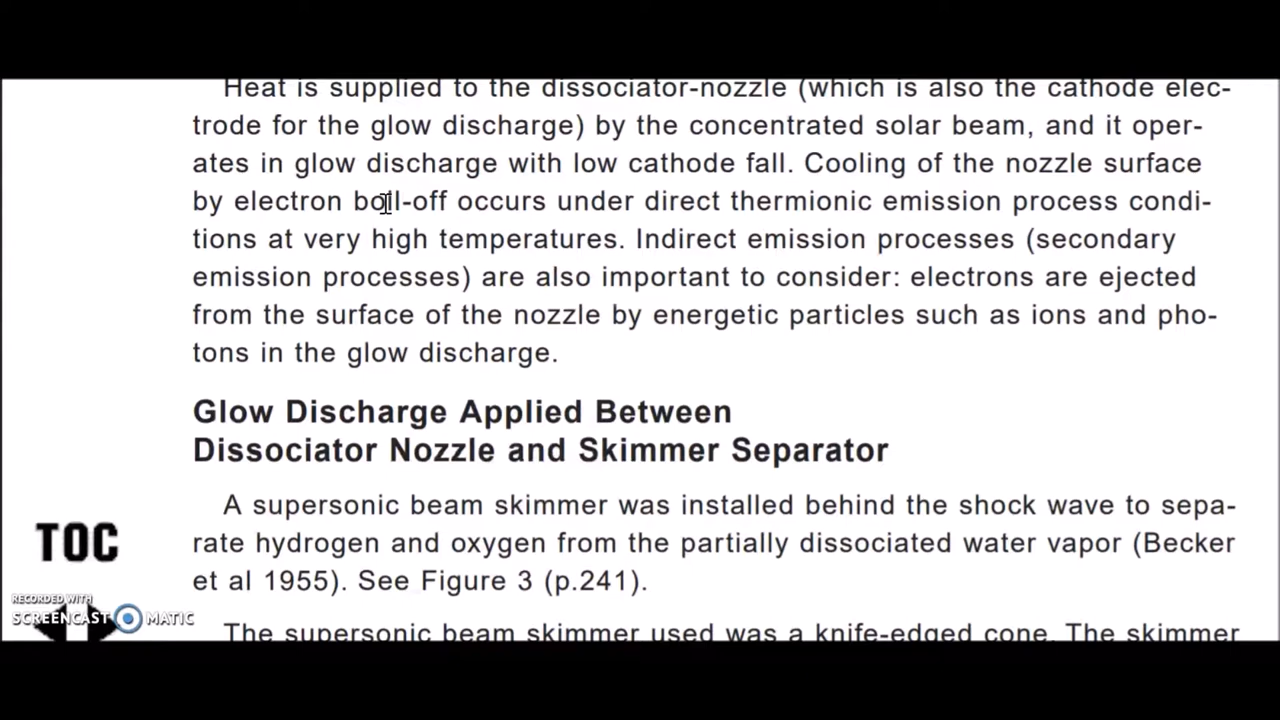 Heat is supplied to the dissociator-nozzle (which is also the cathode elec-
trode for the glow discharge) by the concentrated solar beam, and it oper-
ates in glow discharge with low cathode fall. Cooling of the nozzle surface
by electron boil-off occurs under direct thermionic emission process condi-
tions at very high temperatures. Indirect emission processes (secondary
emission processes) are also important to consider: electrons are ejected
from the surface of the nozzle by energetic particles such as ions and pho-
tons in the glow discharge.
Glow Discharge Applied Between
Dissociator Nozzle and Skimmer Separator
A supersonic beam skimmer was installed behind the shock wave to sepa-
rate hydrogen and oxygen from the partially dissociated water vapor (Becker
et al 1955). See Figure 3 (p.241).
The supersonic beam skimmer used was a knife-edged cone. The skimmer
TOC
RECORDED WITH
SCREENCAST MATIC